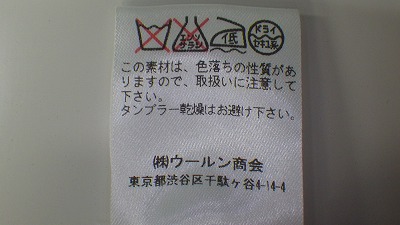 エンソ サラシ 低 ドライ セキユ系
この素材は、色落ちの性質があ
りますので、取扱いに注意して
下さい。
タンブラー乾燥はお避け下さい。
㈱ウールン商会
東京都渋谷区千駄ヶ谷4-14-4